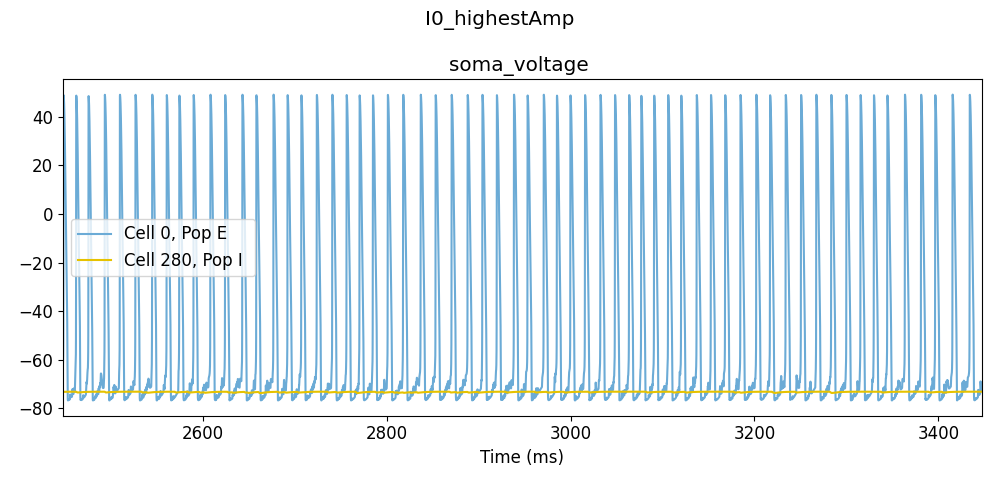 I0_highestAmp
soma_voltage
40
20
0
−20
−40
−60
−80
Cell 0, Pop E
Cell 280, Pop I
2600 2800 3000 3200 3400
Time (ms)